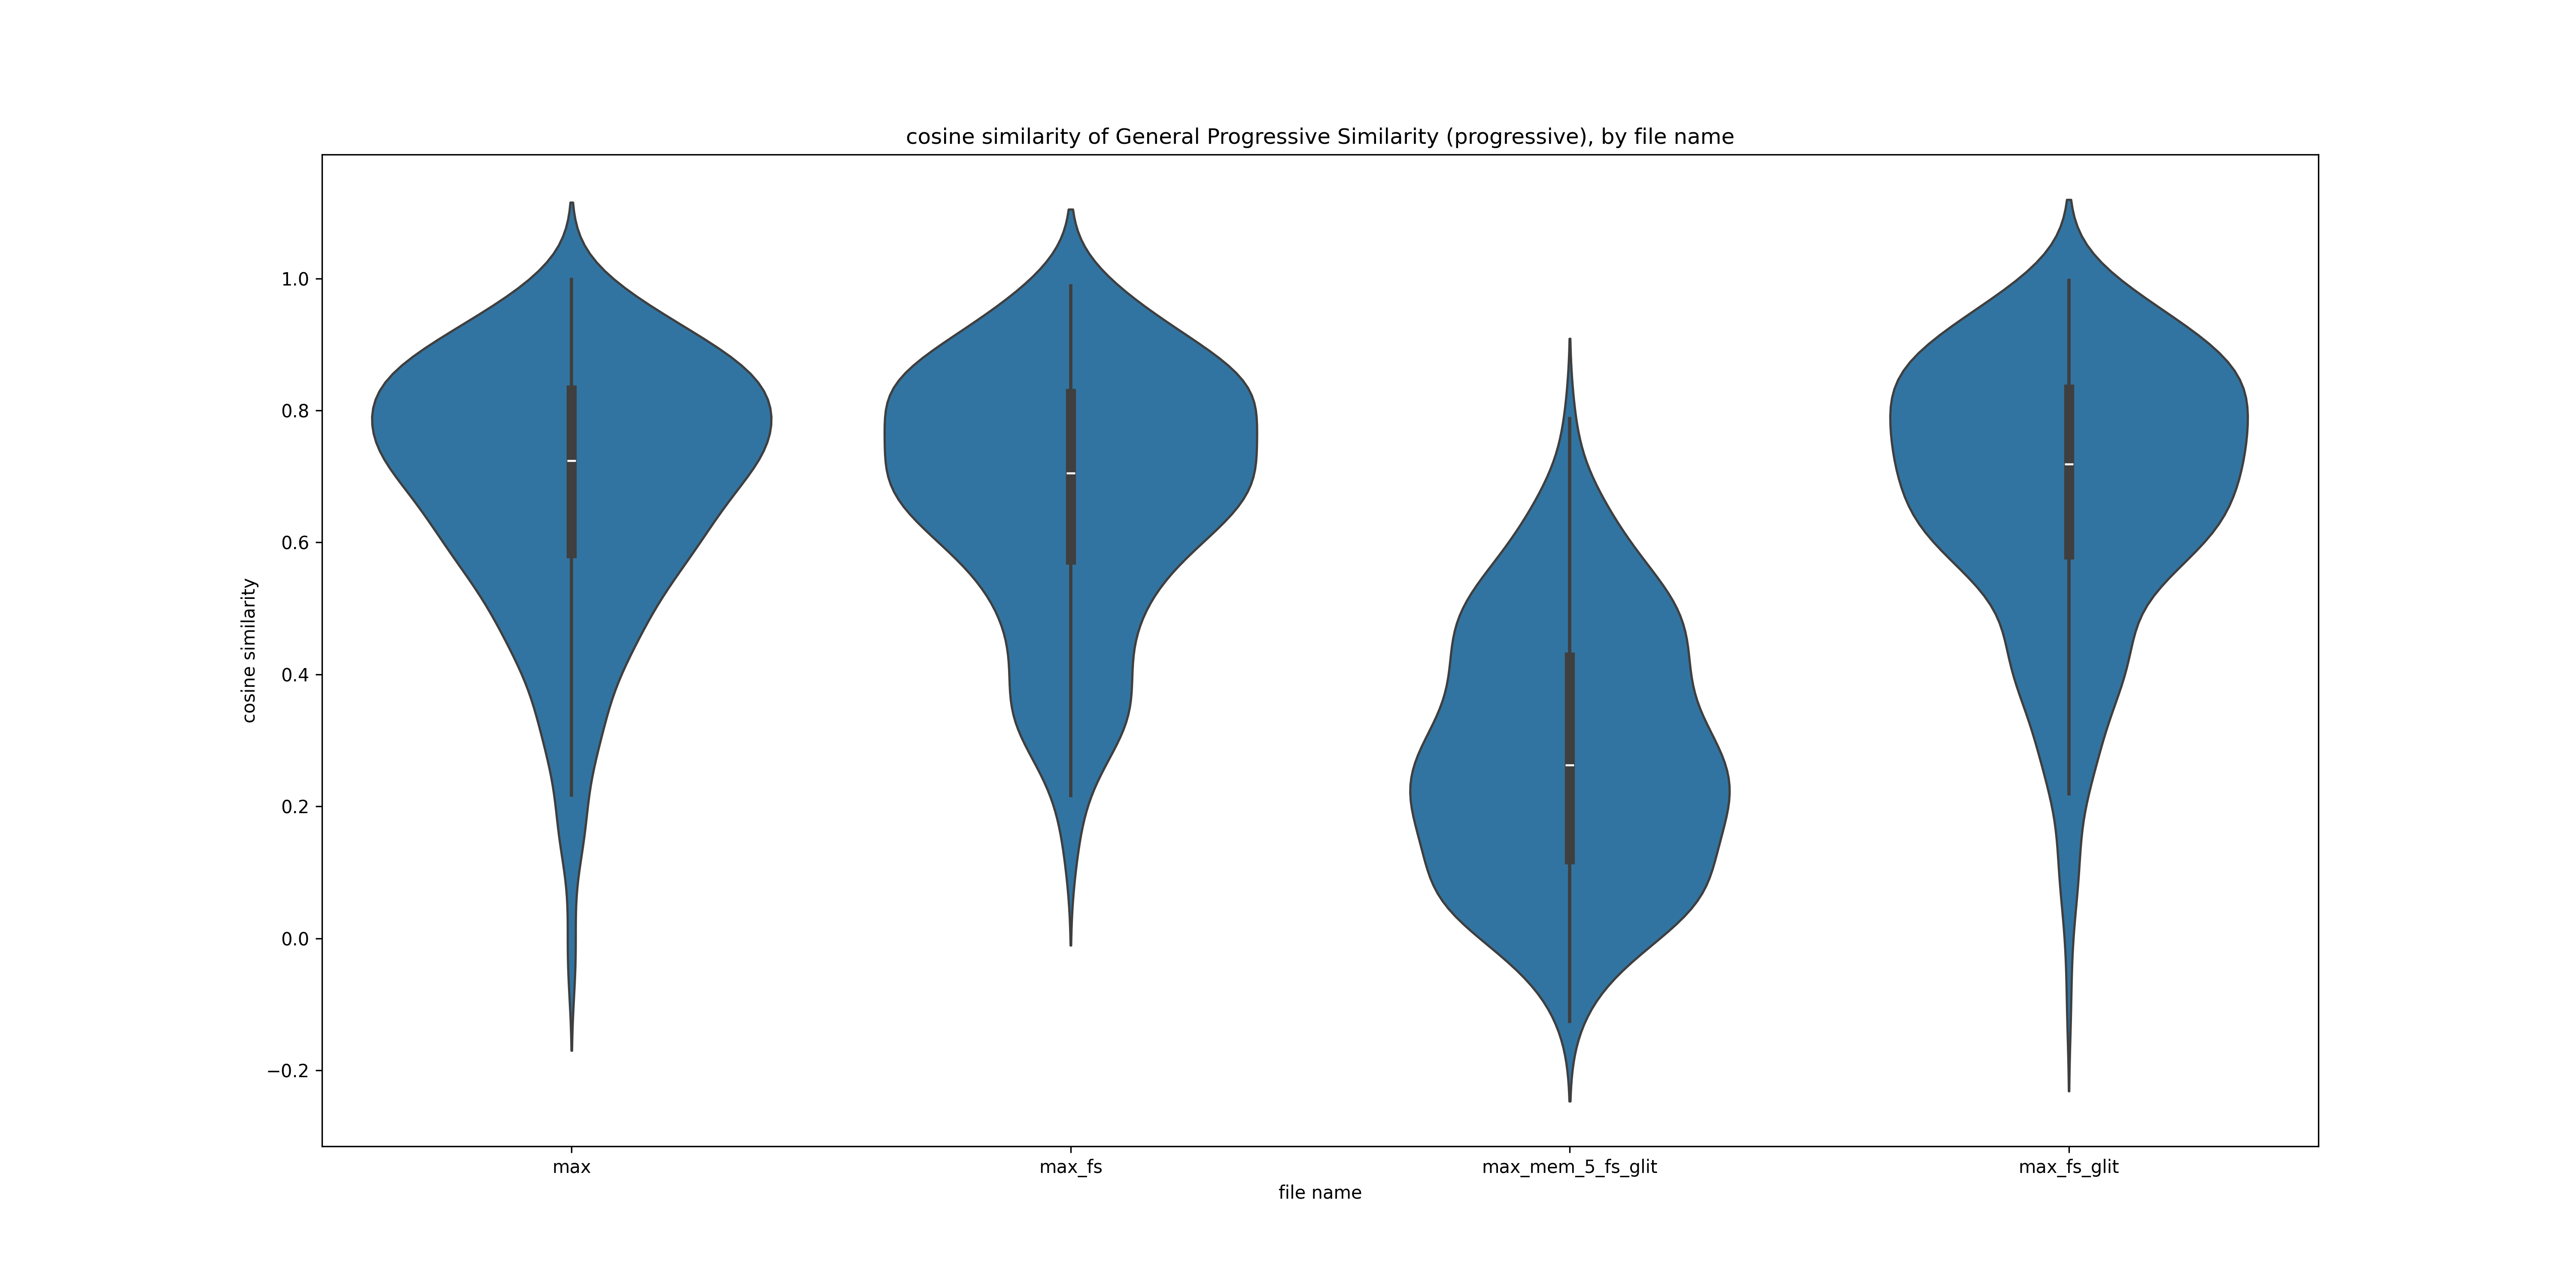 cosine similarity of General Progressive Similarity (progressive), by file name
cosine similarity
1.0
0.8
0.6
0.4
0.2
0.0
−0.2
max
max_fs
max_mem_5_fs_glit
max_fs_glit
file name